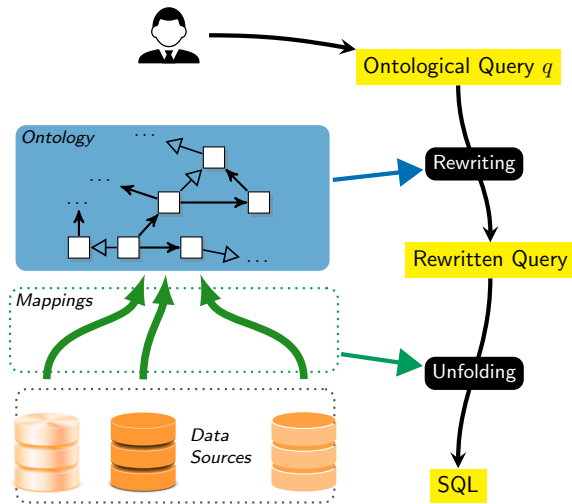 Ontological Query q
Ontology
. . .
. . .
. . .
. . .
Rewriting
Rewritten Query
Mappings
Unfolding
Data
Sources
SQL